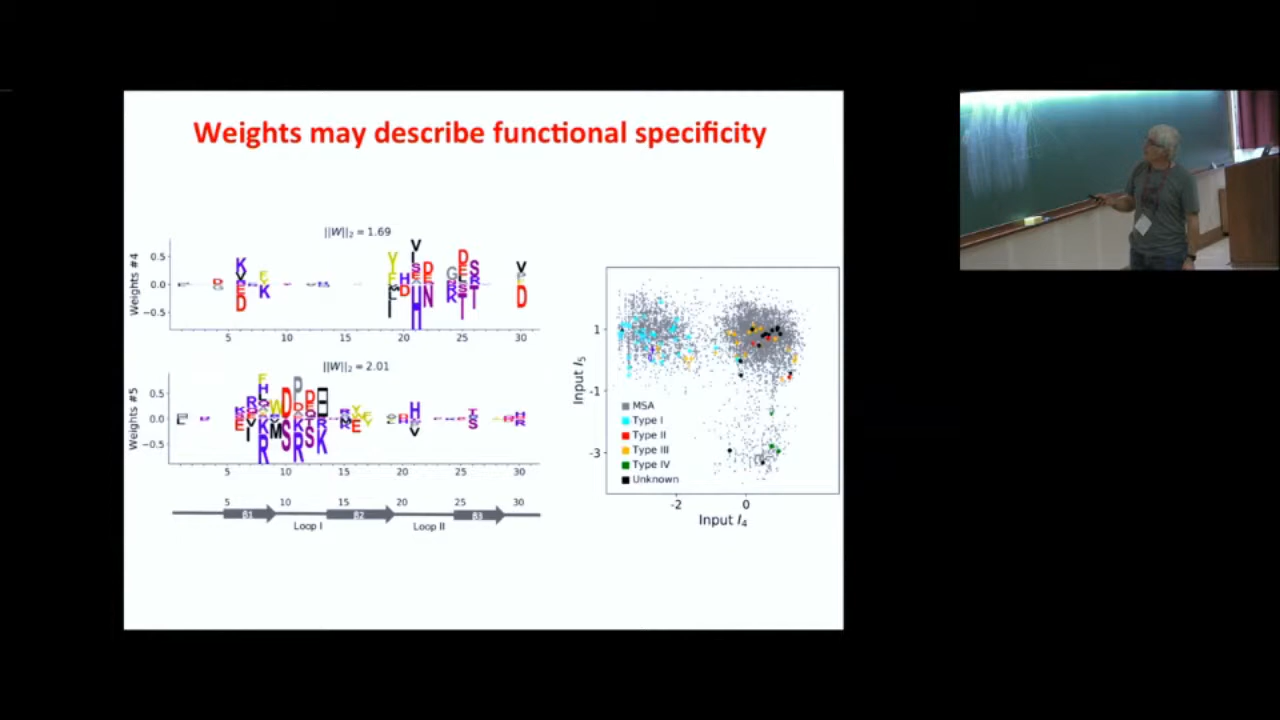 Weights may describe functional specificity
||W||₂ = 1.69
Weights #4
0.5
0.0
−0.5
5 10 15 20 25 30
||W||₂ = 2.01
Weights #5
0.5
0.0
−0.5
5 10 15 20 25 30
5 10 15 20 25 30
β1 β2 β3
Loop I Loop II
Input I₅
1
-1
-3
MSA
Type I
Type II
Type III
Type IV
Unknown
-2 0
Input I₄